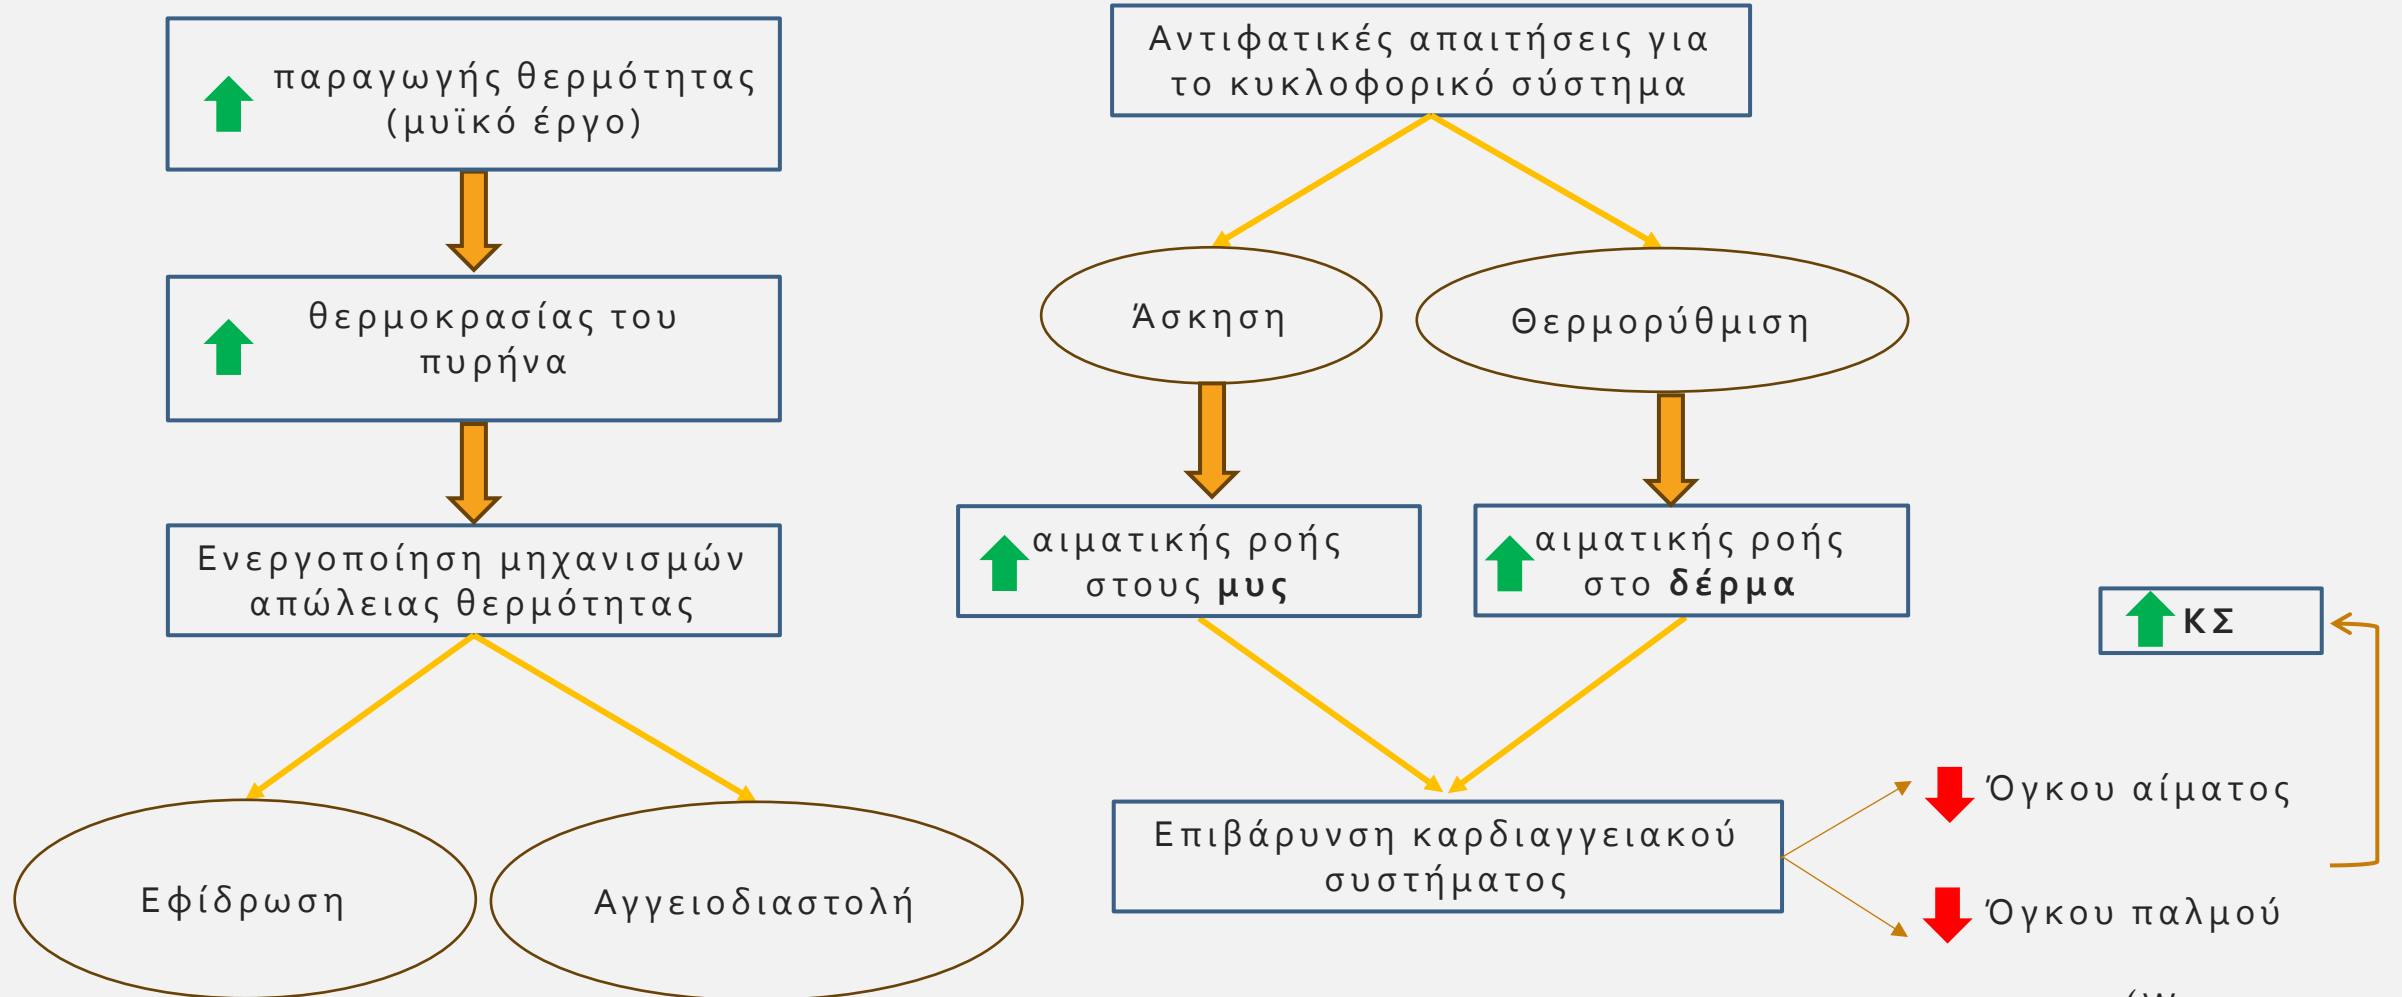 παραγωγής θερμότητας
(μυϊκό έργο)
θερμοκρασίας του
πυρήνα
Ενεργοποίηση μηχανισμών
απώλειας θερμότητας
Εφίδρωση
Αγγειοδιαστολή
Αντιφατικές απαιτήσεις για
το κυκλοφορικό σύστημα
Άσκηση
Θερμορύθμιση
αιματικής ροής
στους μυς
αιματικής ροής
στο δέρμα
Επιβάρυνση καρδιαγγειακού
συστήματος
ΚΣ
Όγκου αίματος
Όγκου παλμού